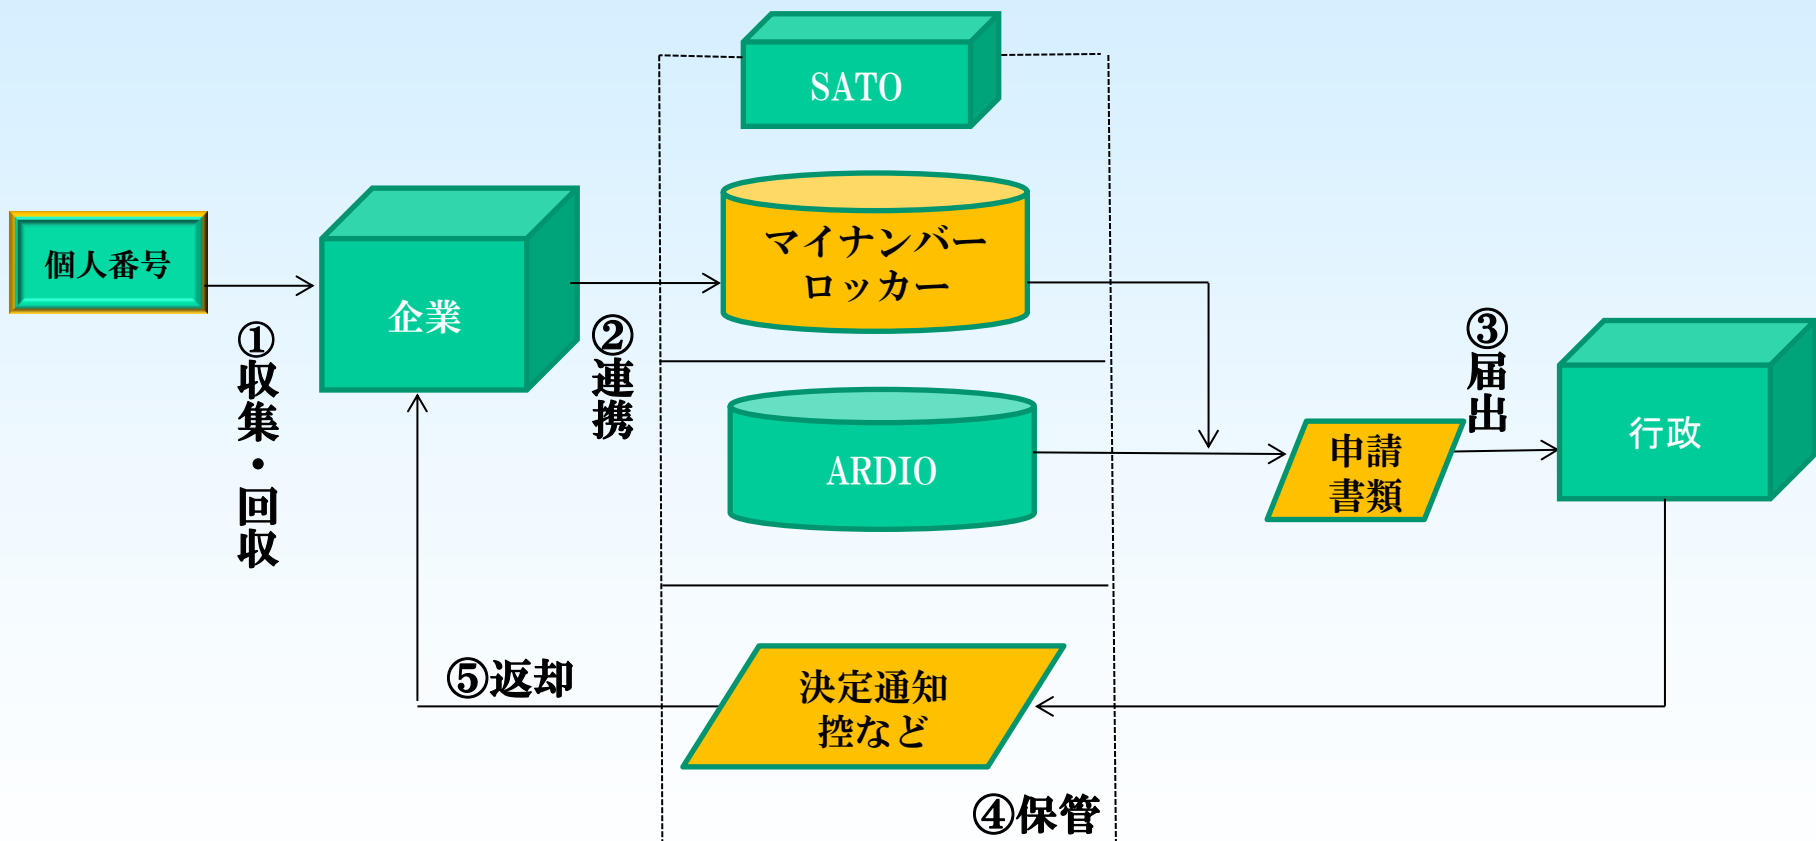 SATO
個人番号
①収集・回収
企業
②連携
マイナンバー
ロッカー
ARDIO
申請
書類
③届出
行政
決定通知
控など
④保管
⑤返却